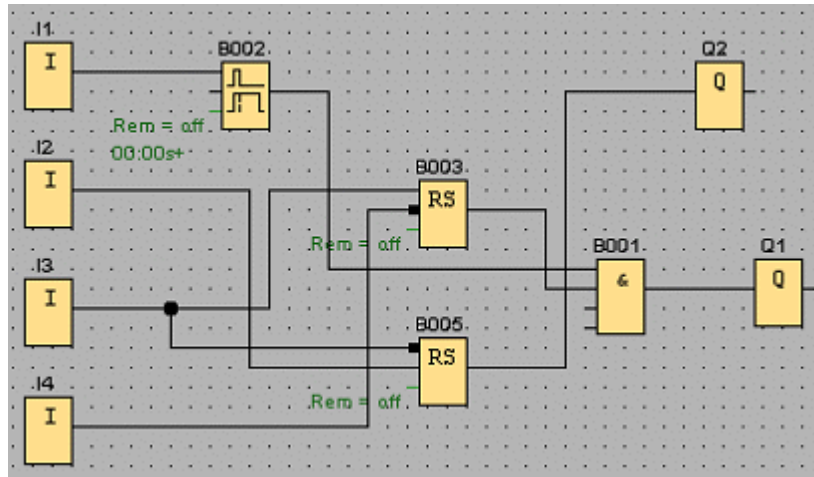 I1
I
B002
Q2
Q
.Rem = off
00:00s+
I2
I
B003
RS
.Rem = off
I3
I
B001
&
Q1
Q
B005
RS
.Rem = off
I4
I